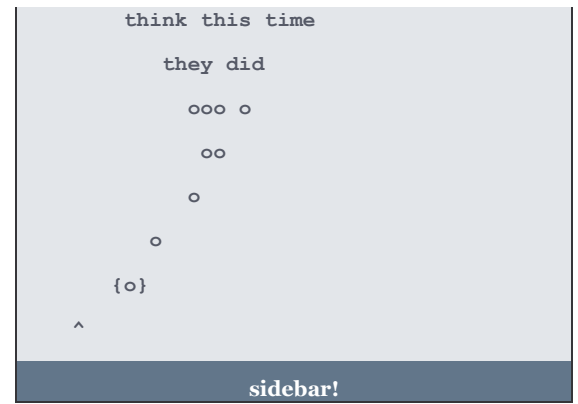 think this time
they did
ooo o
oo
o
o
{o}
^
sidebar!